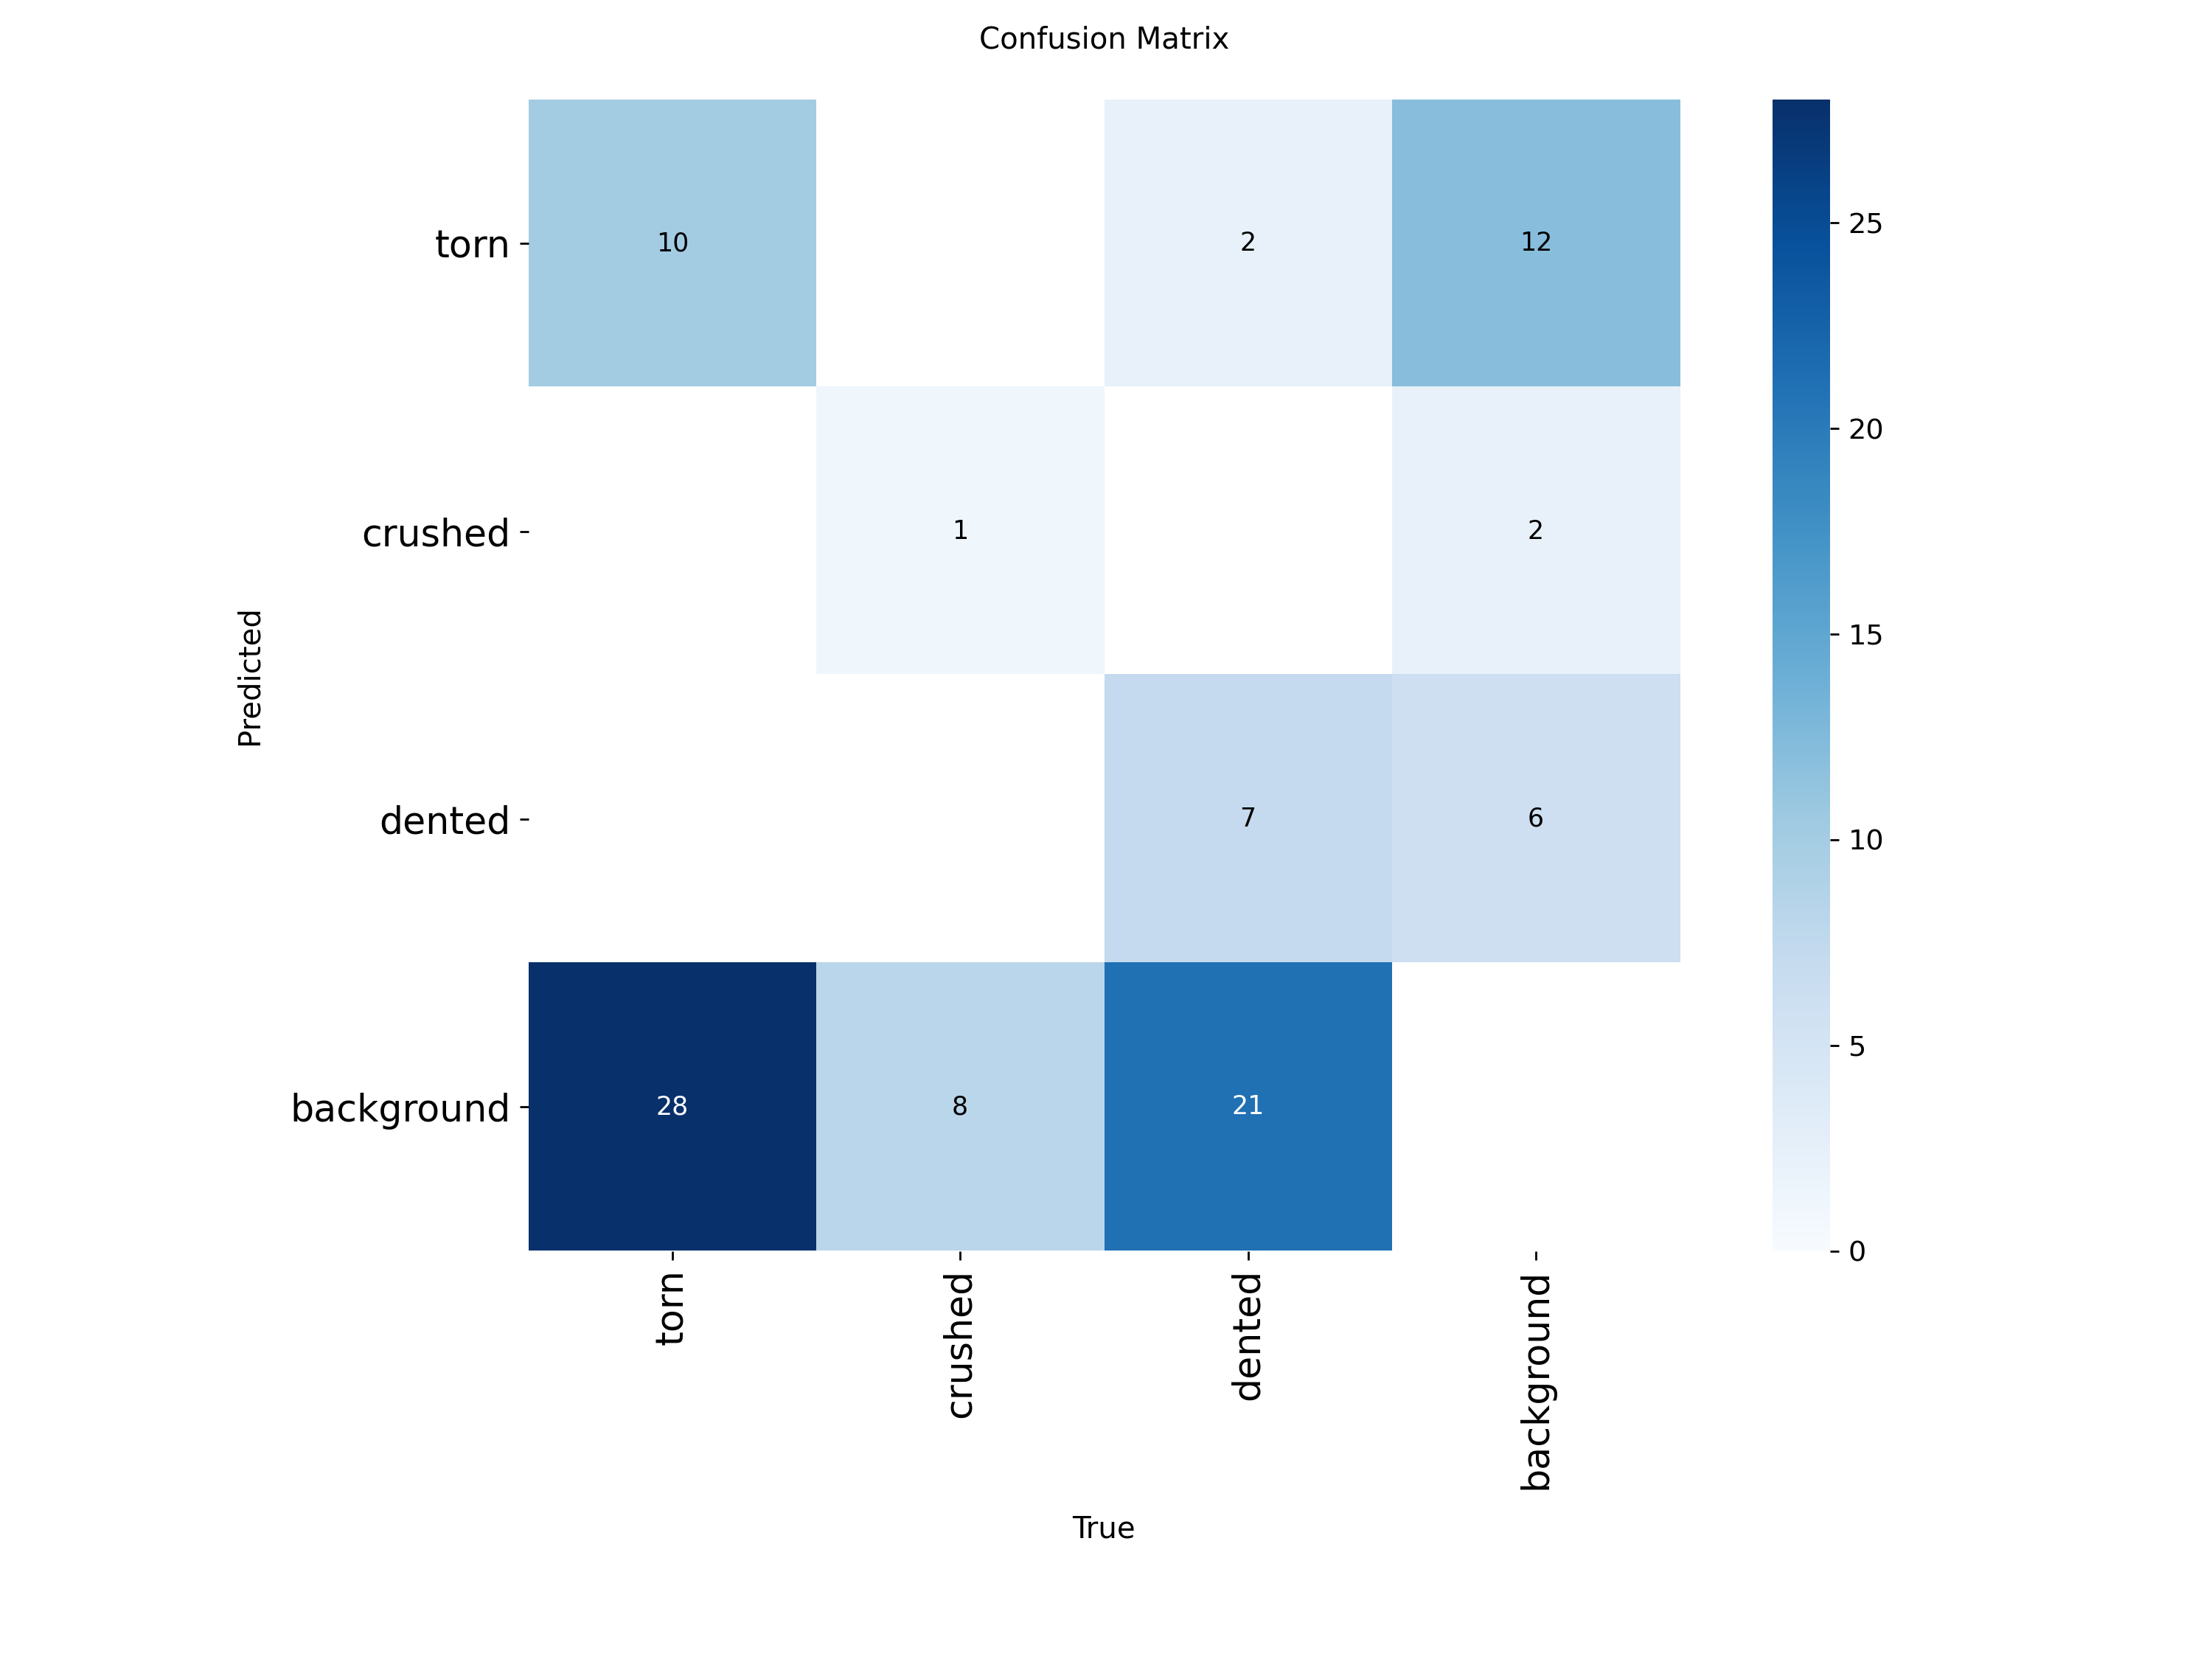 Confusion Matrix
torn
10
2
12
crushed
1
2
dented
7
6
background
28
8
21
torn
crushed
dented
background
Predicted
True
25
20
15
10
5
0